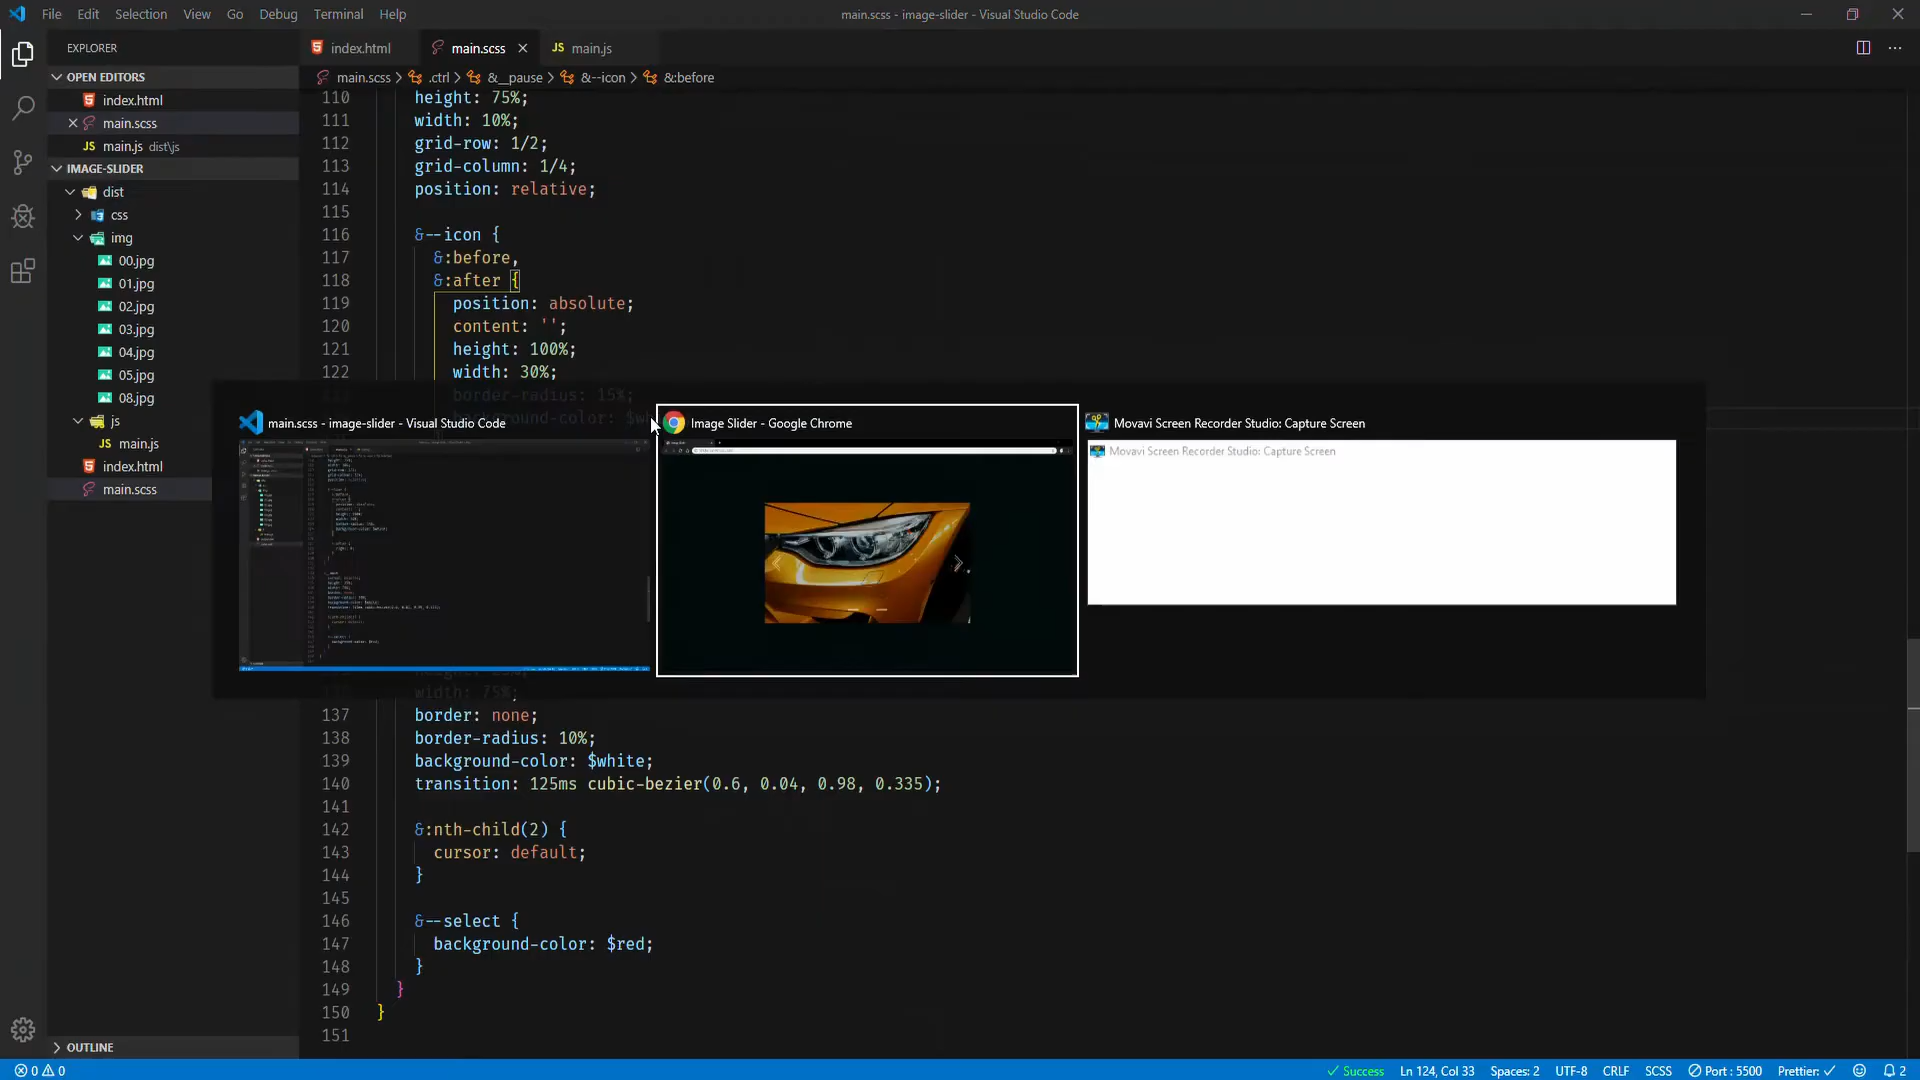 File Edit Selection View Go Debug Terminal Help
main.scss - image-slider - Visual Studio Code
EXPLORER
index.html
main.scss
JS main.js
OPEN EDITORS
main.scss > .ctrl > &__pause > &--icon > &:before
index.html
main.scss
JS main.js dist\js
IMAGE-SLIDER
dist
css
img
00.jpg
01.jpg
02.jpg
03.jpg
04.jpg
05.jpg
08.jpg
js
JS main.js
index.html
main.scss
OUTLINE
110 height: 75%;
111 width: 10%;
112 grid-row: 1/2;
113 grid-column: 1/4;
114 position: relative;
115
116 &--icon {
117 &:before,
118 &:after {
119 position: absolute;
120 content: '';
121 height: 100%;
122 width: 30%;
border-radius: 15%;
main.scss - image-slider - Visual Studio Code
Image Slider - Google Chrome
Movavi Screen Recorder Studio: Capture Screen
Movavi Screen Recorder Studio: Capture Screen
width: 75%;
137 border: none;
138 border-radius: 10%;
139 background-color: $white;
140 transition: 125ms cubic-bezier(0.6, 0.04, 0.98, 0.335);
141
142 &:nth-child(2) {
143 cursor: default;
144 }
145
146 &--select {
147 background-color: $red;
148 }
149 }
150 }
151
0 0
Success Ln 124, Col 33 Spaces: 2 UTF-8 CRLF SCSS Port : 5500 Prettier: 2